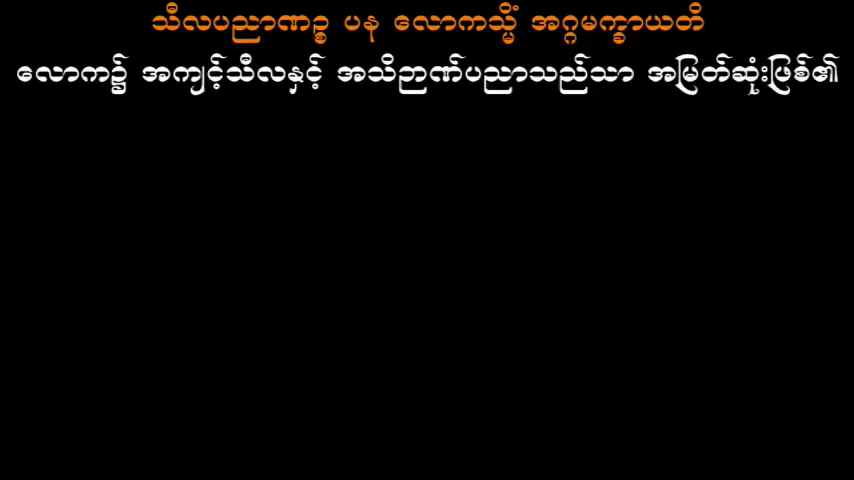 သီလပညာဏဉ္စ ပန လောကသ္မိံ အဂ္ဂမက္ခာယတိ
လောက၌ အကျင့်သီလနှင့် အသိဉာဏ်ပညာသည်သာ အမြတ်ဆုံးဖြစ်၏